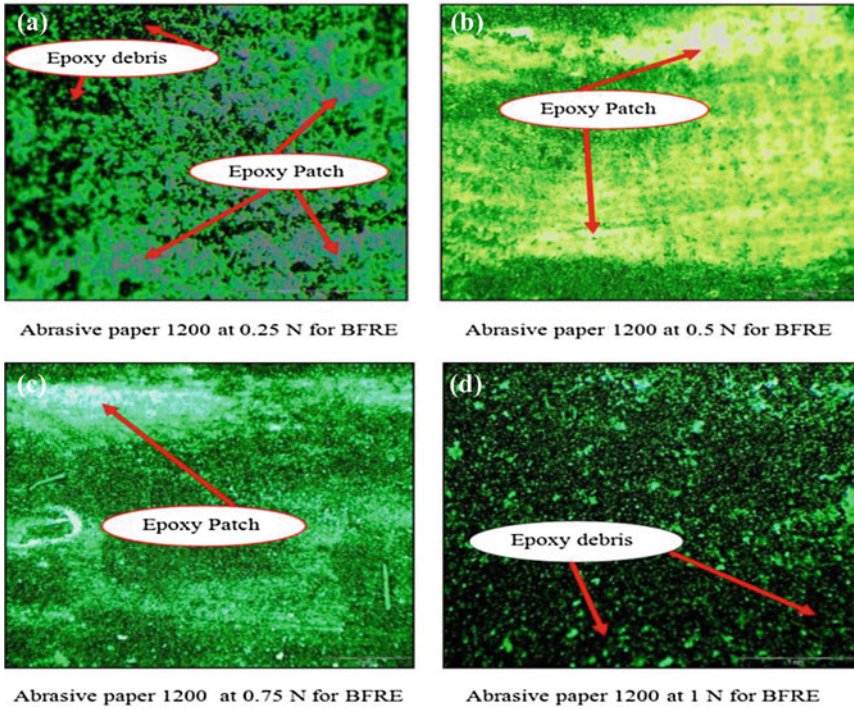 (a)
Epoxy debris
Epoxy Patch
Abrasive paper 1200 at 0.25 N for BFRE
(b)
Epoxy Patch
Abrasive paper 1200 at 0.5 N for BFRE
(c)
Epoxy Patch
Abrasive paper 1200 at 0.75 N for BFRE
(d)
Epoxy debris
Abrasive paper 1200 at 1 N for BFRE